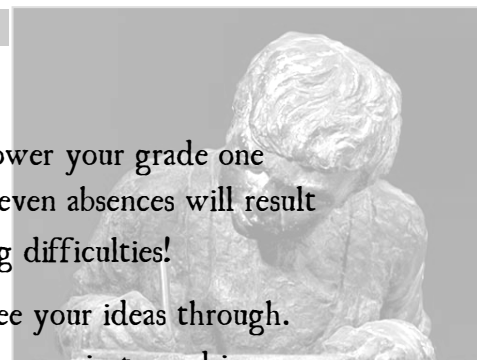 ower your grade one
even absences will result
g difficulties!
ee your ideas through.